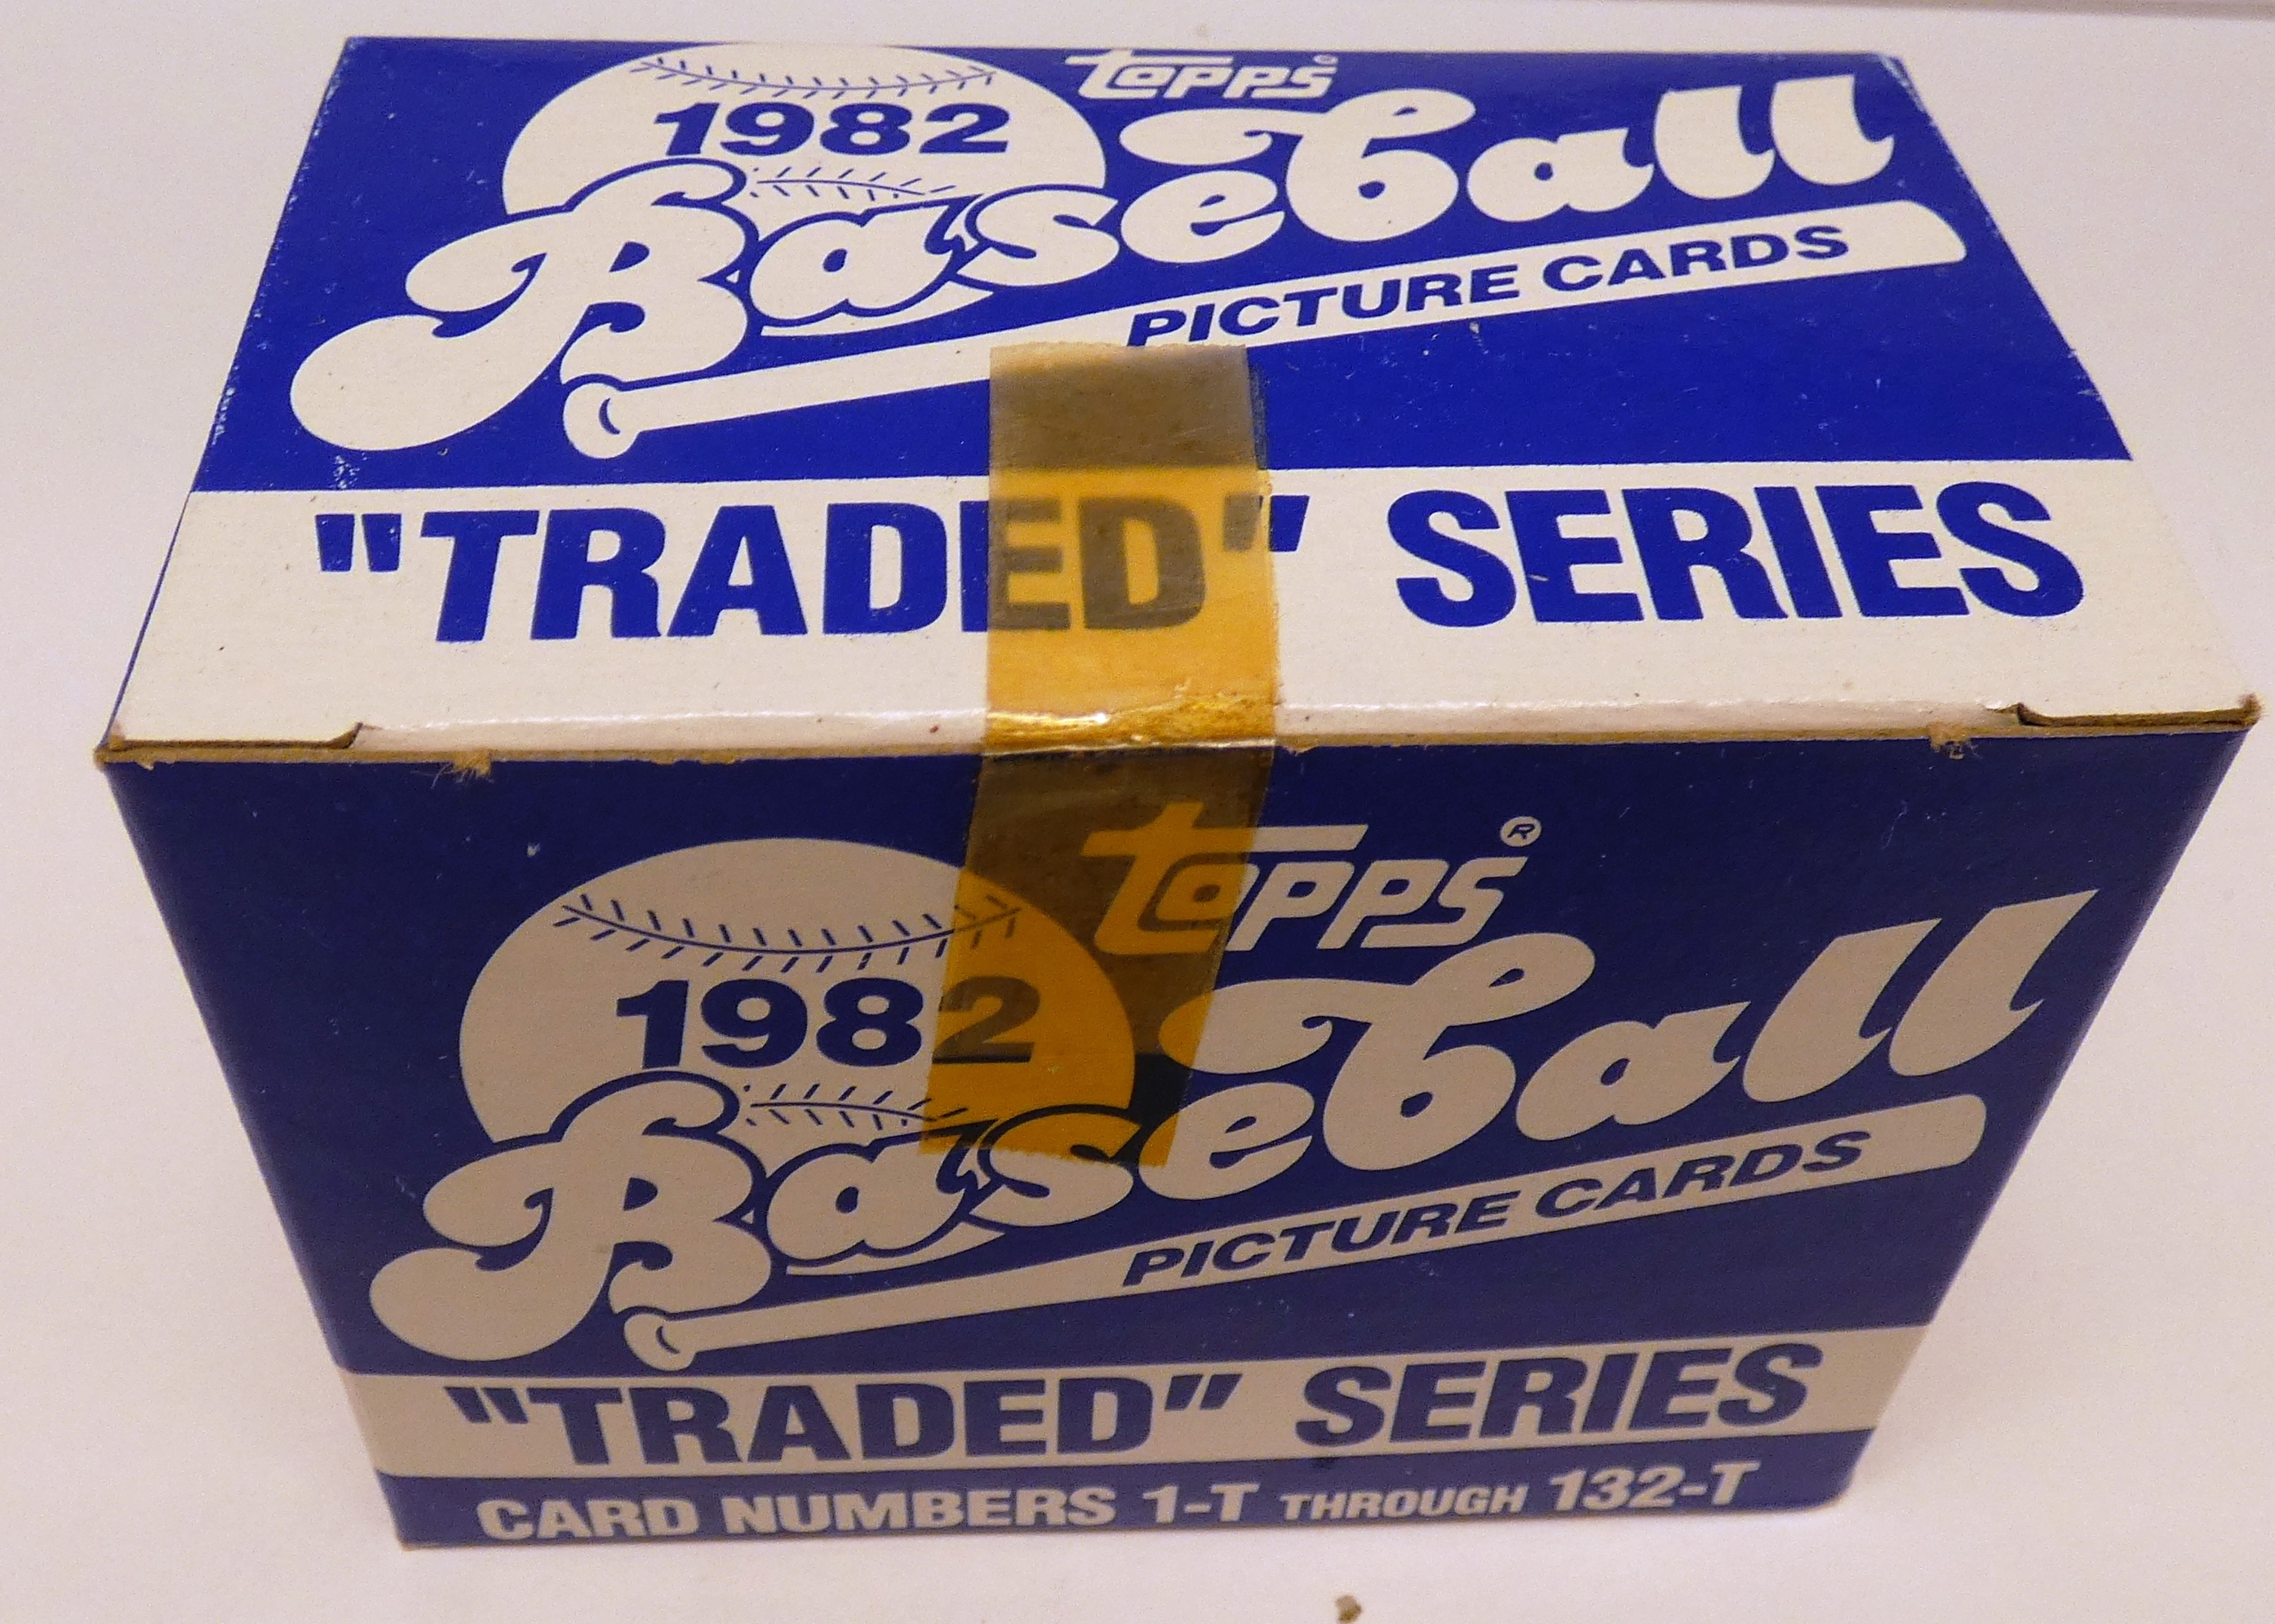 topps®
1982
Baseball
PICTURE CARDS
"TRADED" SERIES
topps®
1982
Baseball
PICTURE CARDS
"TRADED" SERIES
CARD NUMBERS 1-T THROUGH 132-T